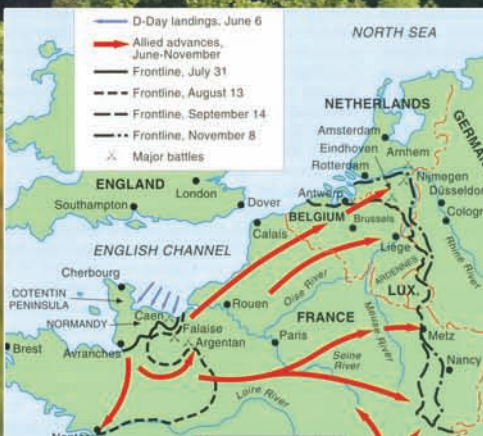 D-Day landings, June 6
Allied advances,
June-November
Frontline, July 31
Frontline, August 13
Frontline, September 14
Frontline, November 8
Major battles
NORTH SEA
NETHERLANDS
Amsterdam
Eindhoven
Arnhem
Rotterdam
Nijmegen
Antwerp
Düsseldo
Cologn
GERMA
ENGLAND
London
Southampton
Dover
Calais
BELGIUM
Brussels
Liège
Rhine River
ENGLISH CHANNEL
Cherbourg
COTENTIN
PENINSULA
NORMANDY
Caen
Falaise
Argentan
Rouen
Oise River
ARDENNES
LUX.
FRANCE
Meuse River
Metz
Brest
Avranches
Paris
Seine
River
Nancy
Loire River